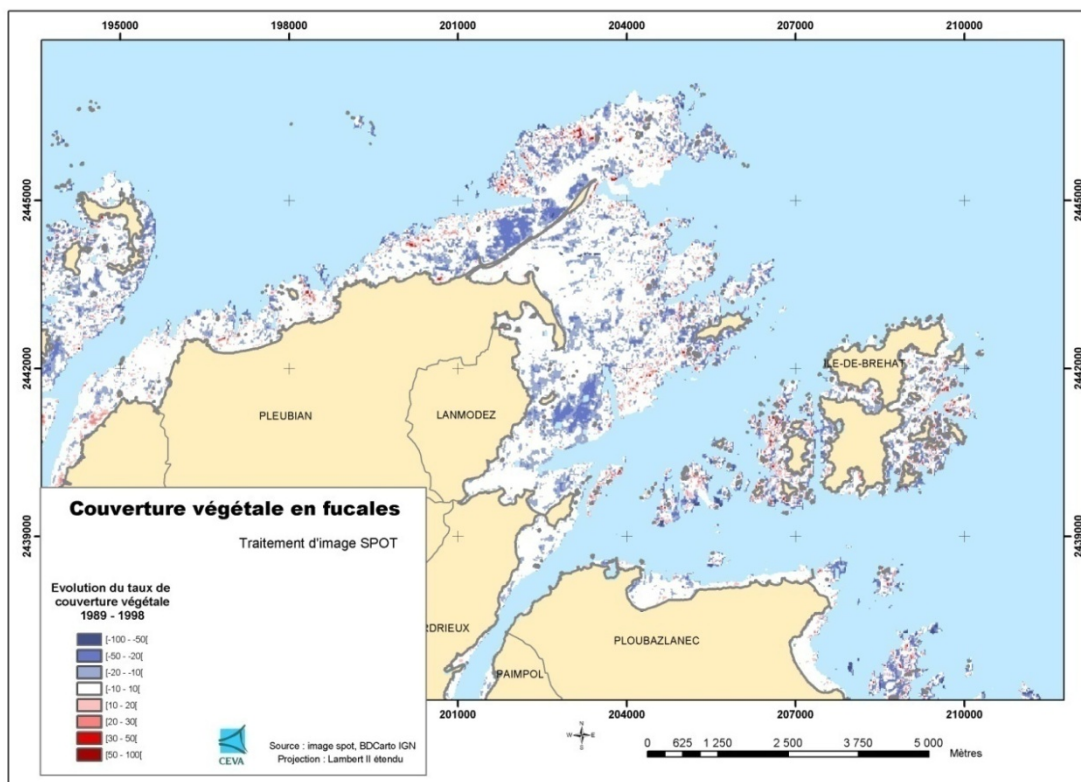 195000 198000 201000 204000 207000 210000
2445000 2445000
ILE-DE-BREHAT
2442000 2442000
PLEUBIAN
LANMODEZ
Couverture végétale en fucales
Traitement d'image SPOT
2439000 2439000
Evolution du taux de
couverture végétale
1989 - 1998
[-100 - -50[
[-50 - -20[
[-20 - -10[
[-10 - 10[
[10 - 20[
[20 - 30[
[30 - 50[
[50 - 100[
RDRIEUX
PLOUBAZLANEC
PAIMPOL
CEVA
Source : image spot, BDCarto IGN
Projection : Lambert II étendu
201000 204000 207000 210000
N
W E
S
0 625 1 250 2 500 3 750 5 000
Mètres